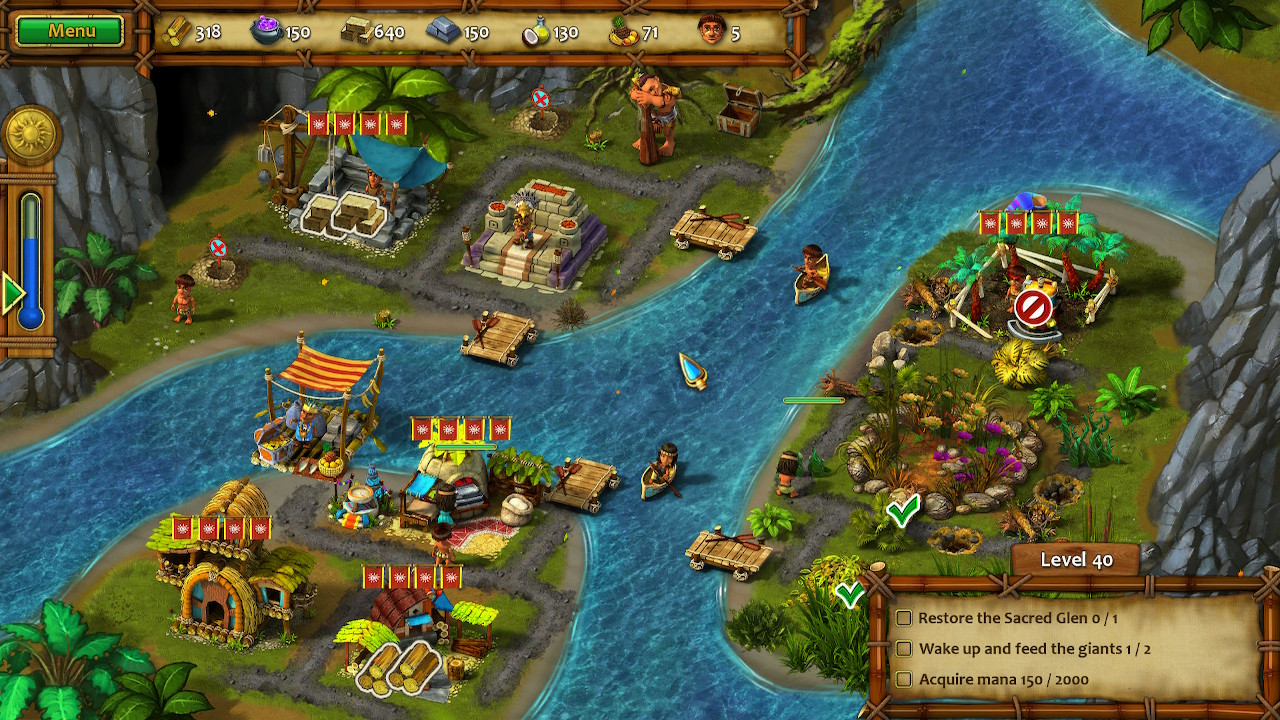 Menu
318 150 640 150 130 71 5
Level 40
Restore the Sacred Glen 0 / 1
Wake up and feed the giants 1 / 2
Acquire mana 150 / 2000